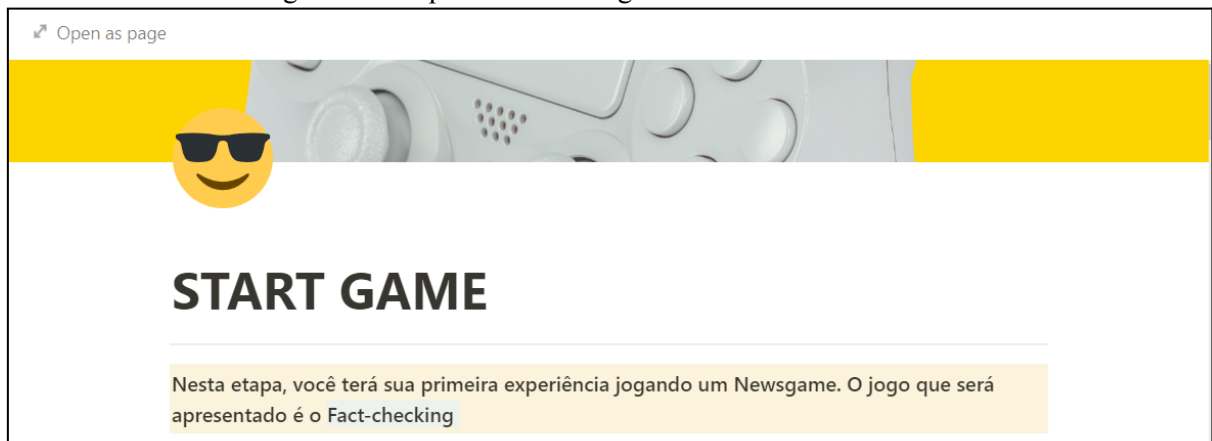 Open as page
START GAME
Nesta etapa, você terá sua primeira experiência jogando um Newsgame. O jogo que será
apresentado é o Fact-checking